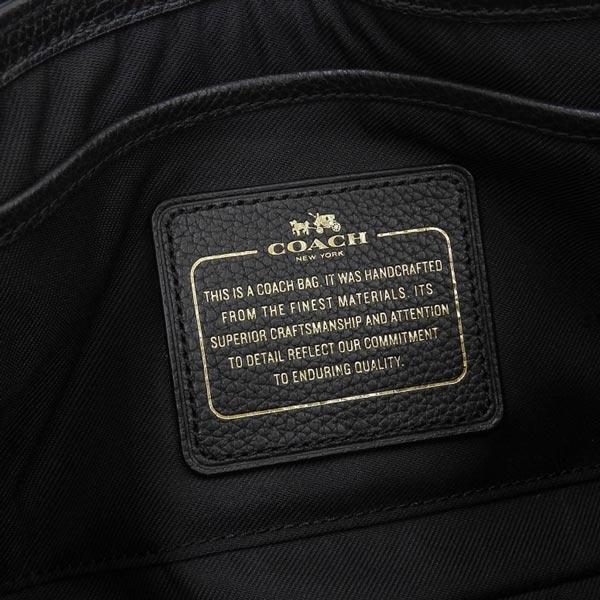 COACH
NEW YORK
THIS IS A COACH BAG. IT WAS HANDCRAFTED
FROM THE FINEST MATERIALS. ITS
SUPERIOR CRAFTSMANSHIP AND ATTENTION
TO DETAIL REFLECT OUR COMMITMENT
TO ENDURING QUALITY.